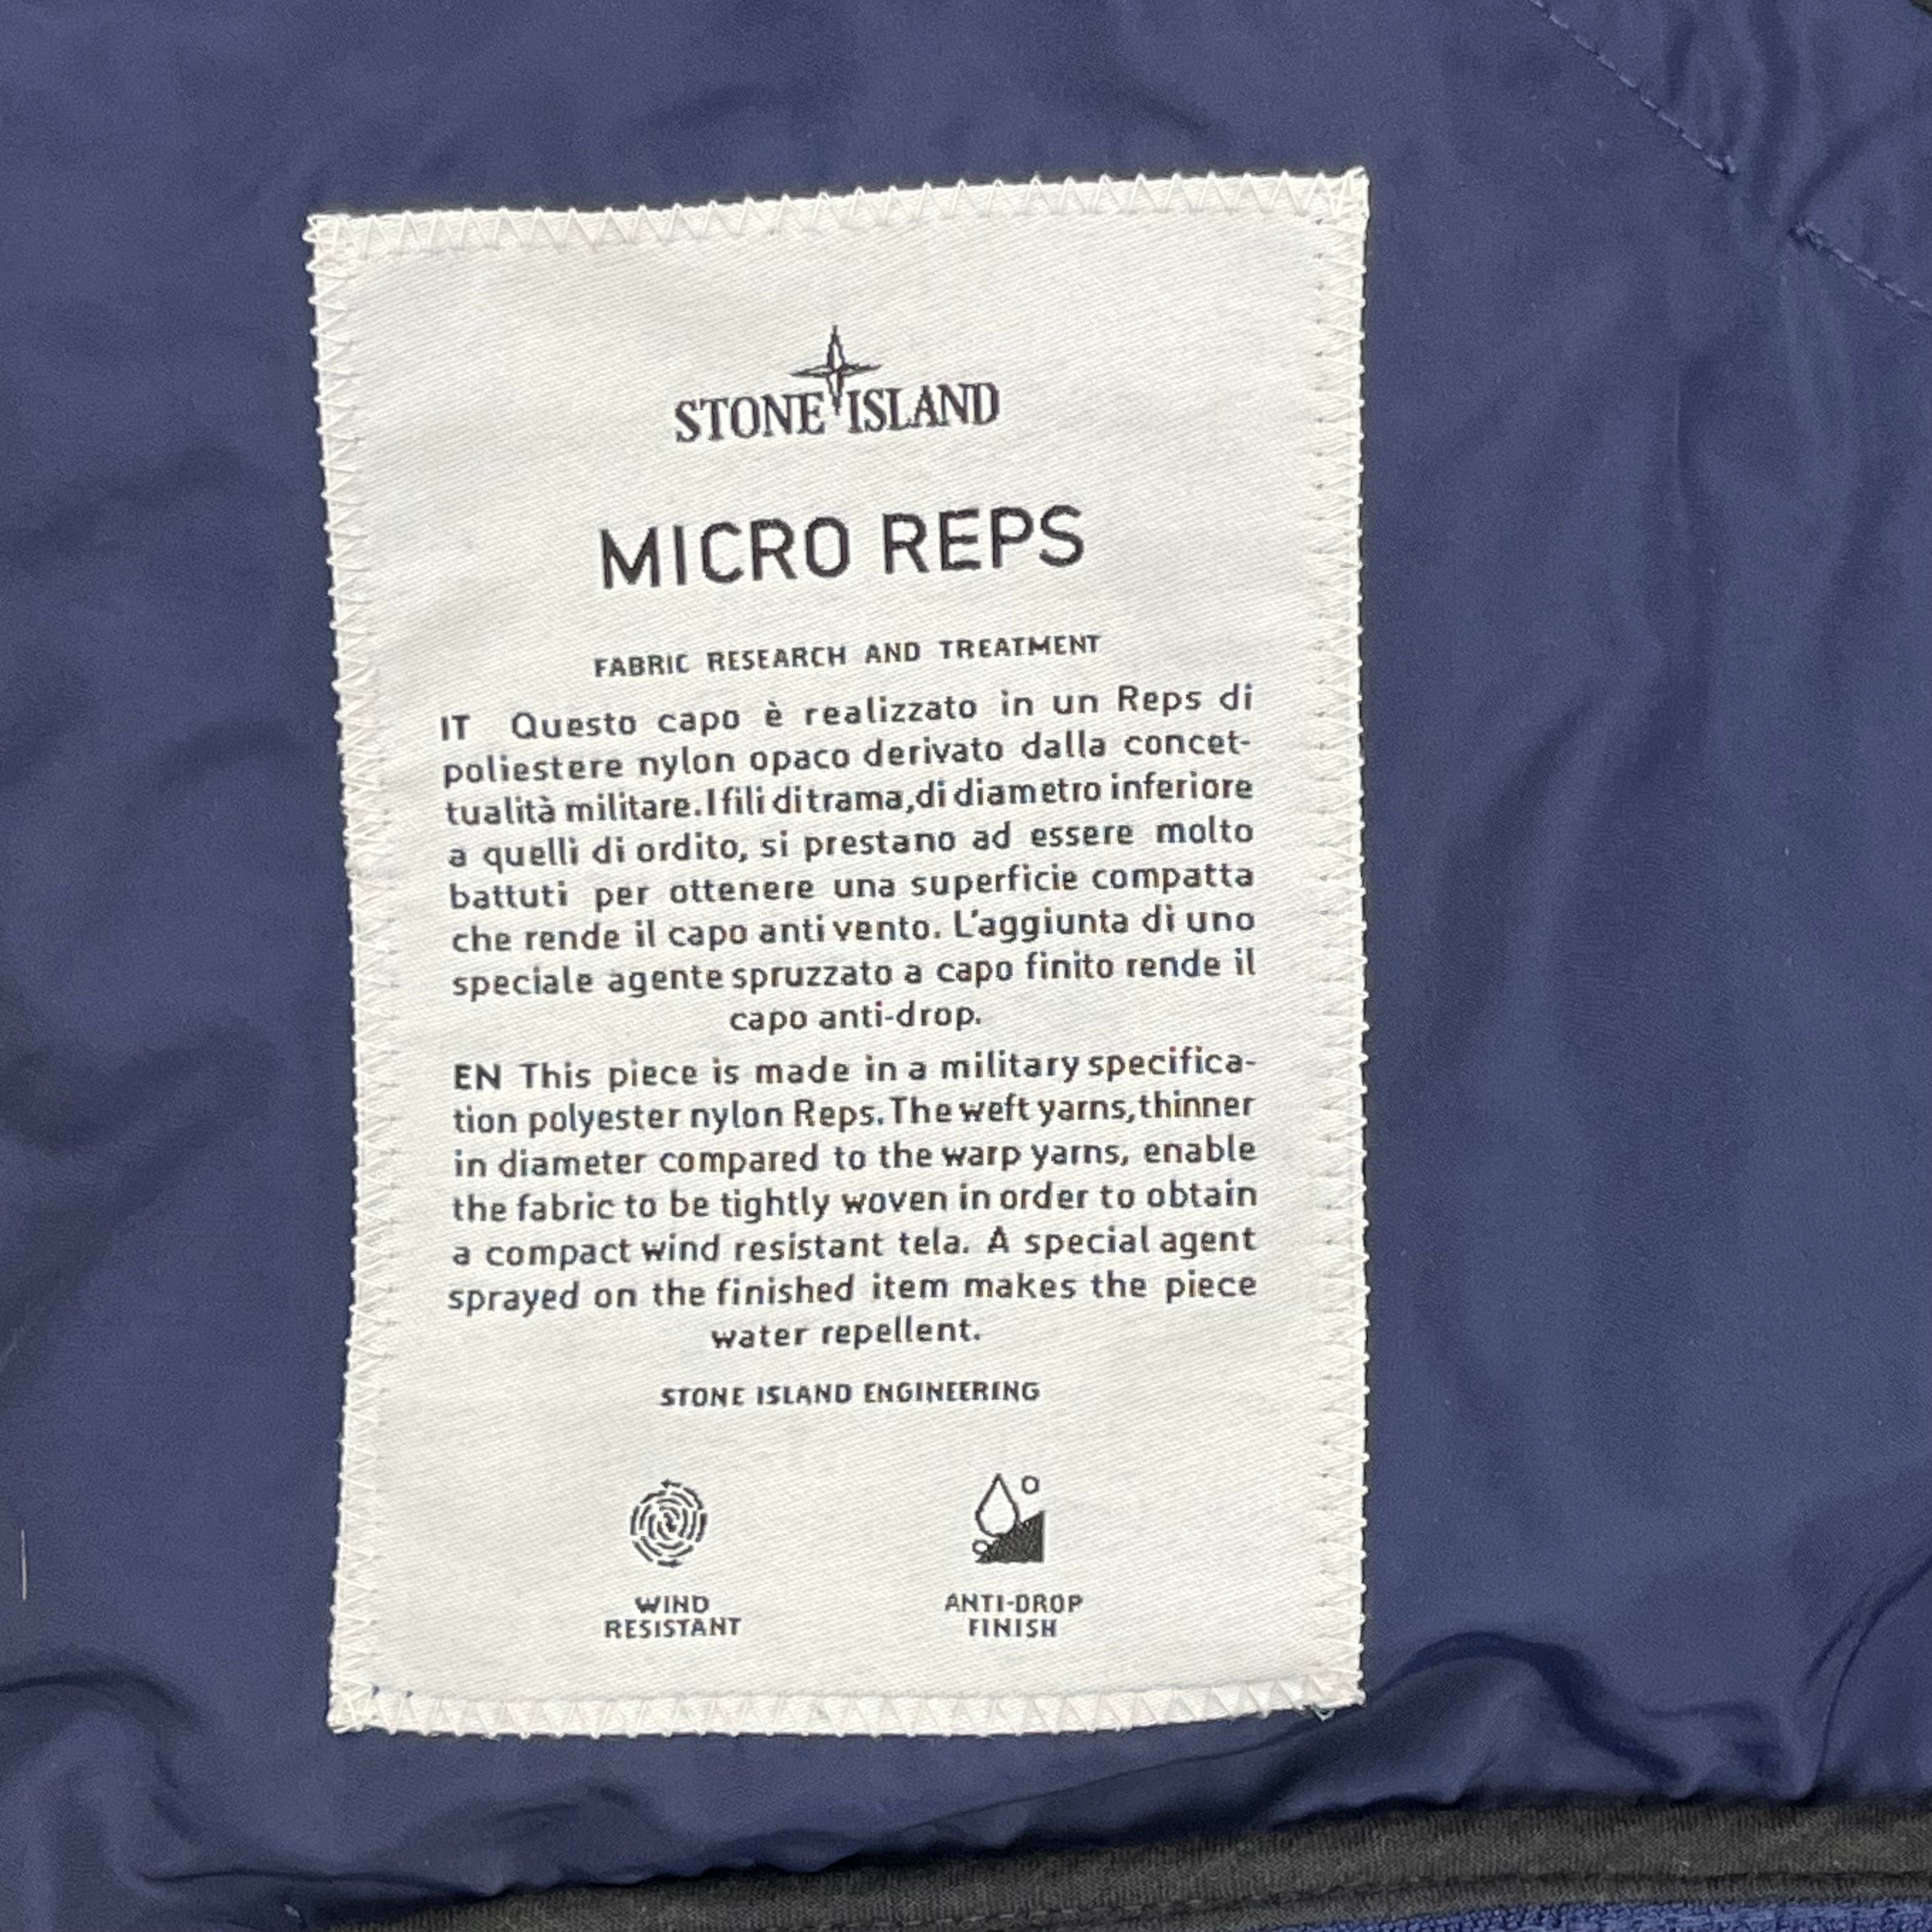 STONE ISLAND
MICRO REPS
FABRIC RESEARCH AND TREATMENT
IT Questo capo è realizzato in un Reps di
poliestere nylon opaco derivato dalla concet-
tualità militare. I fili di trama, di diametro inferiore
a quelli di ordito, si prestano ad essere molto
battuti per ottenere una superficie compatta
che rende il capo anti vento. L'aggiunta di uno
speciale agente spruzzato a capo finito rende il
capo anti-drop.
EN This piece is made in a military specifica-
tion polyester nylon Reps. The weft yarns, thinner
in diameter compared to the warp yarns, enable
the fabric to be tightly woven in order to obtain
a compact wind resistant tela. A special agent
sprayed on the finished item makes the piece
water repellent.
STONE ISLAND ENGINEERING
WIND
RESISTANT
ANTI-DROP
FINISH